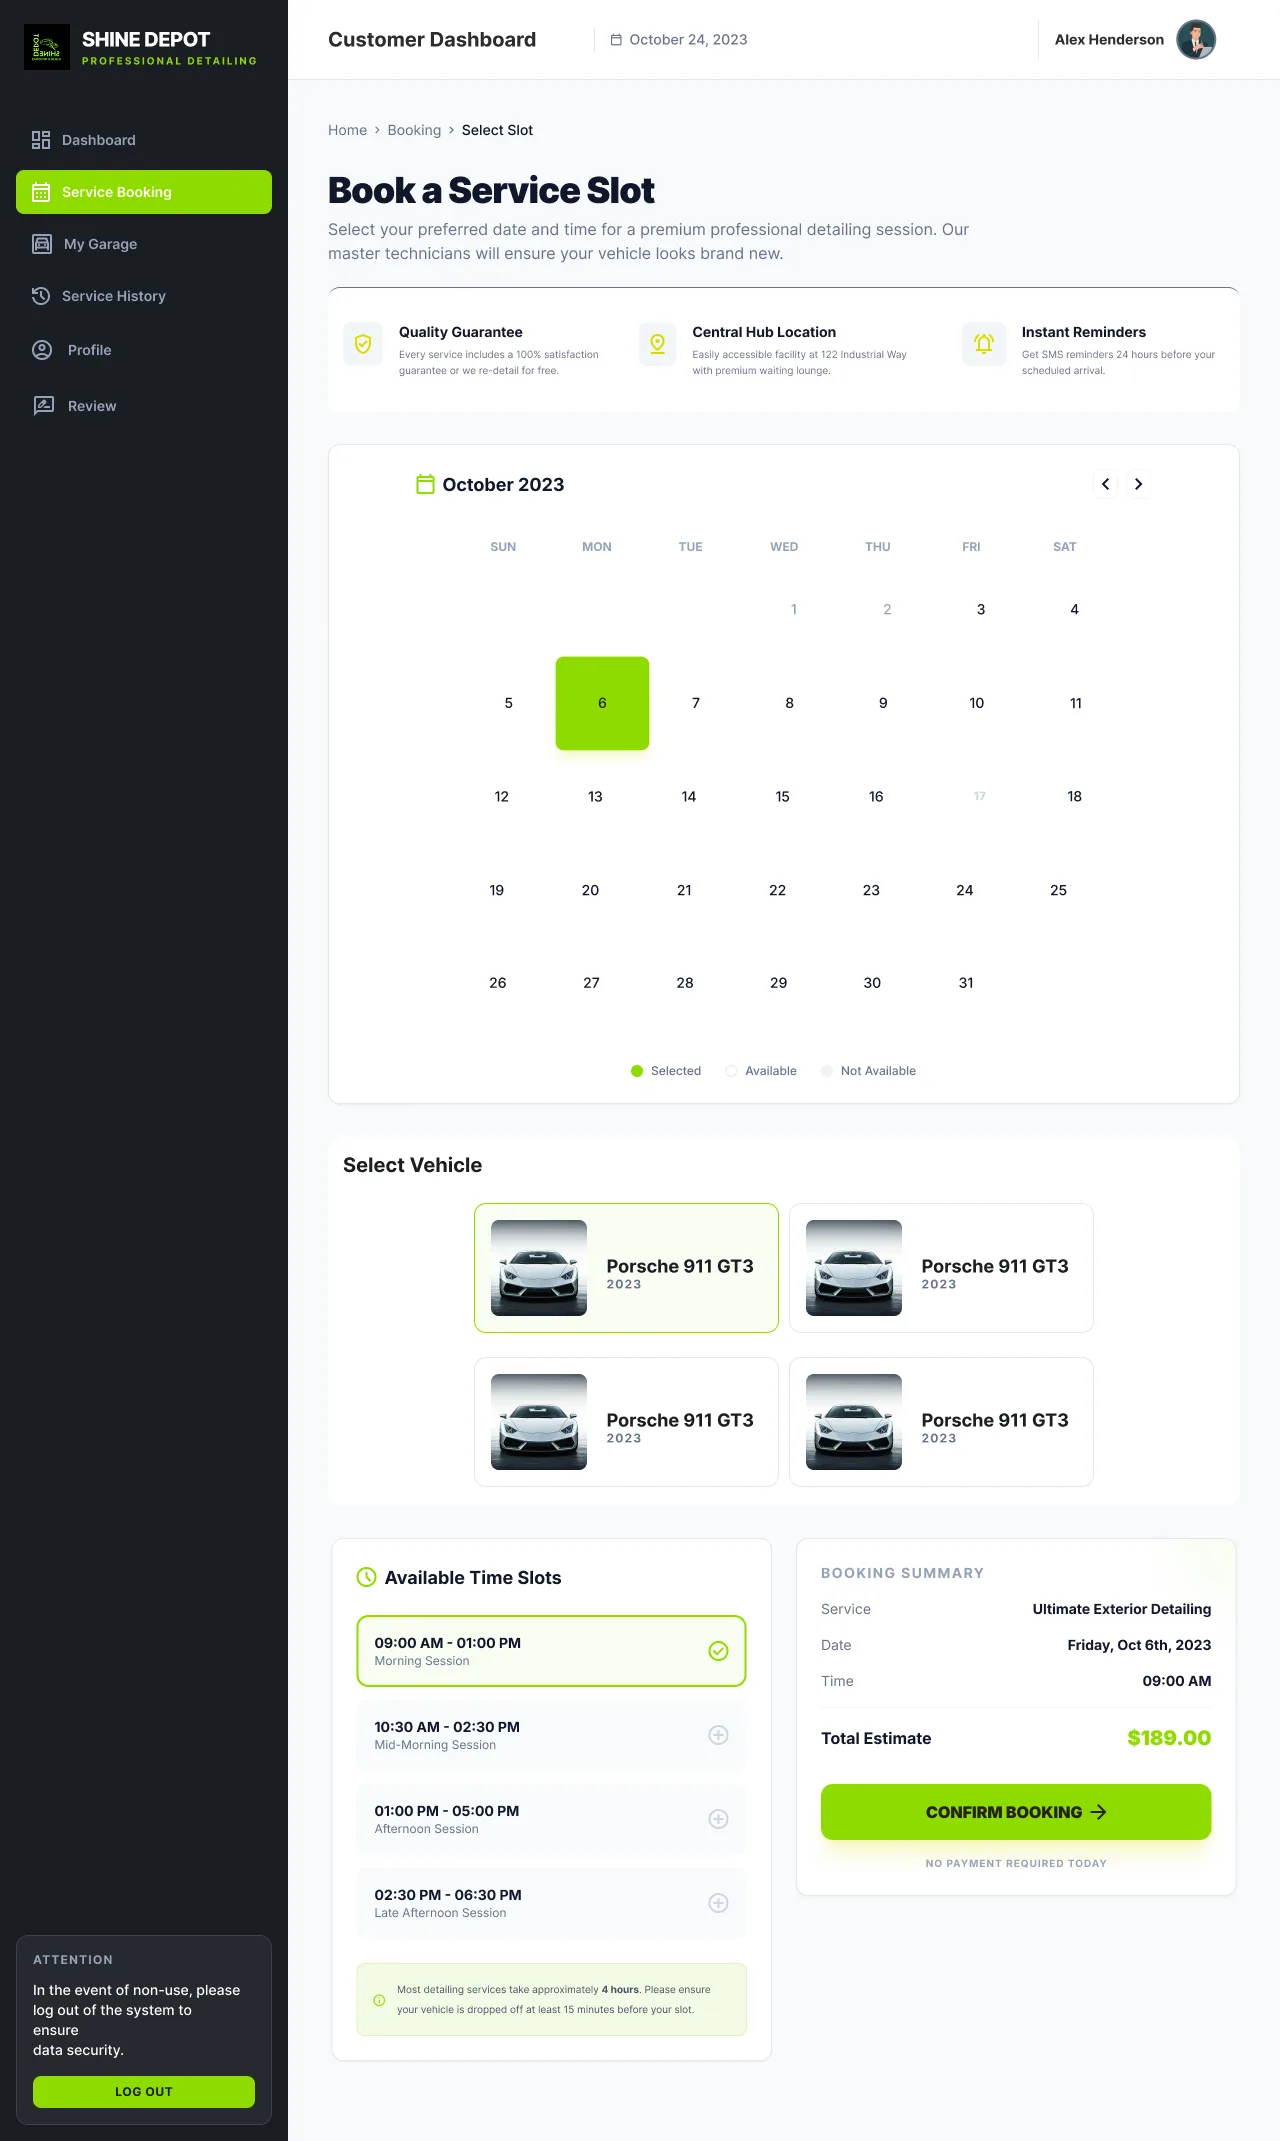 SHINE DEPOT
PROFESSIONAL DETAILING
Dashboard
Service Booking
My Garage
Service History
Profile
Review
ATTENTION
In the event of non-use, please
log out of the system to
ensure
data security.
LOG OUT
Customer Dashboard
October 24, 2023
Alex Henderson
Home › Booking › Select Slot
Book a Service Slot
Select your preferred date and time for a premium professional detailing session. Our
master technicians will ensure your vehicle looks brand new.
Quality Guarantee
Every service includes a 100% satisfaction
guarantee or we re-detail for free.
Central Hub Location
Easily accessible facility at 122 Industrial Way
with premium waiting lounge.
Instant Reminders
Get SMS reminders 24 hours before your
scheduled arrival.
October 2023
SUN MON TUE WED THU FRI SAT
1 2 3 4
5 6 7 8 9 10 11
12 13 14 15 16 17 18
19 20 21 22 23 24 25
26 27 28 29 30 31
Selected Available Not Available
Select Vehicle
Porsche 911 GT3
2023
Porsche 911 GT3
2023
Porsche 911 GT3
2023
Porsche 911 GT3
2023
Available Time Slots
09:00 AM - 01:00 PM
Morning Session
10:30 AM - 02:30 PM
Mid-Morning Session
01:00 PM - 05:00 PM
Afternoon Session
02:30 PM - 06:30 PM
Late Afternoon Session
Most detailing services take approximately 4 hours. Please ensure
your vehicle is dropped off at least 15 minutes before your slot.
BOOKING SUMMARY
Service Ultimate Exterior Detailing
Date Friday, Oct 6th, 2023
Time 09:00 AM
Total Estimate $189.00
CONFIRM BOOKING →
NO PAYMENT REQUIRED TODAY